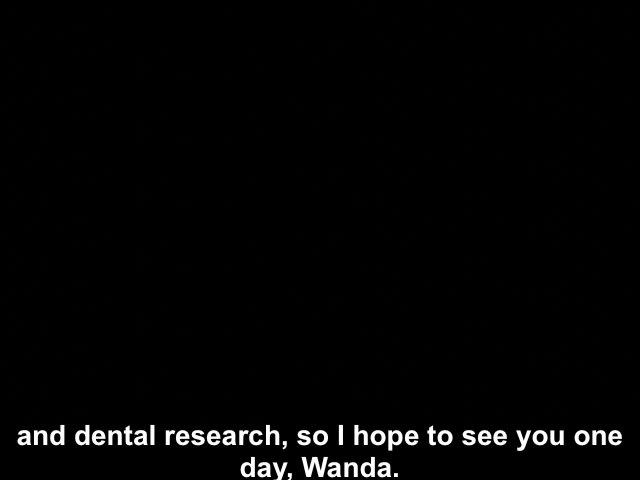 and dental research, so I hope to see you one
day, Wanda.